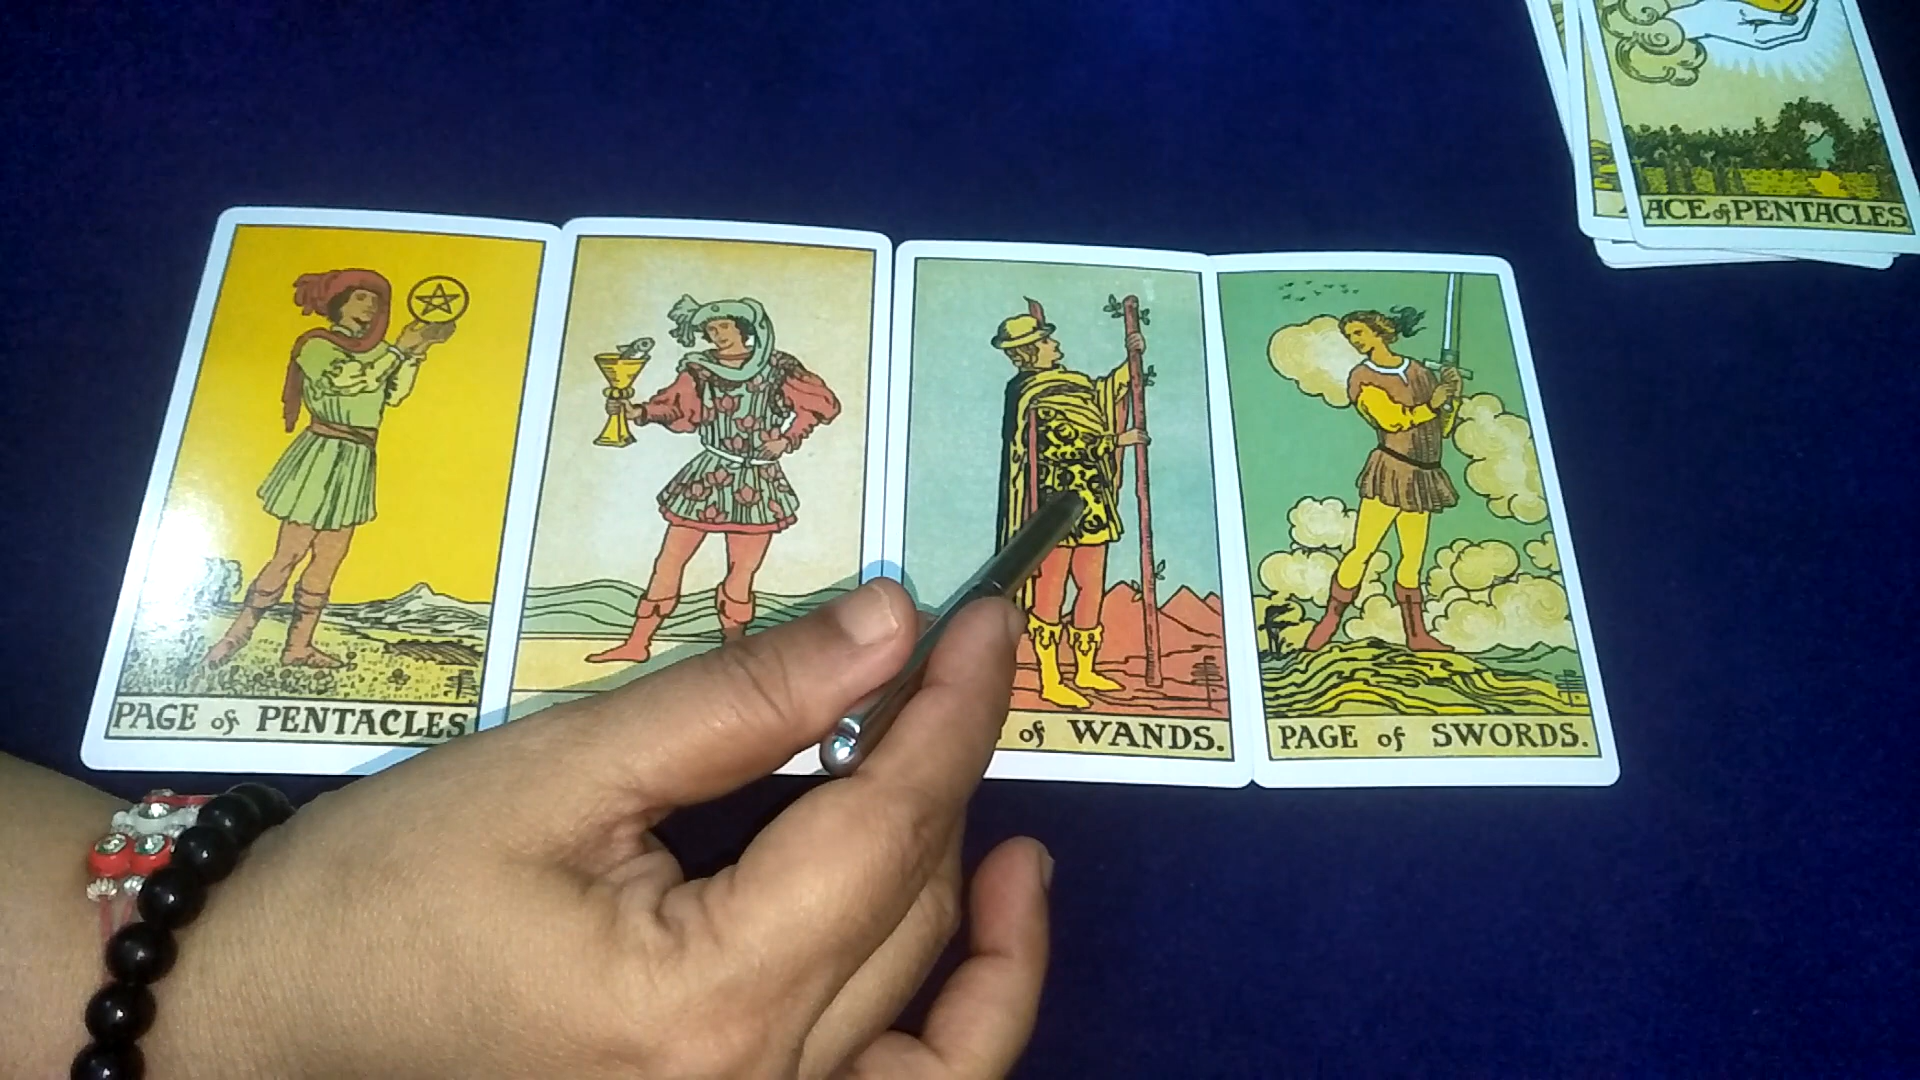 ACE of PENTACLES
PAGE of PENTACLES
of WANDS.
PAGE of SWORDS.